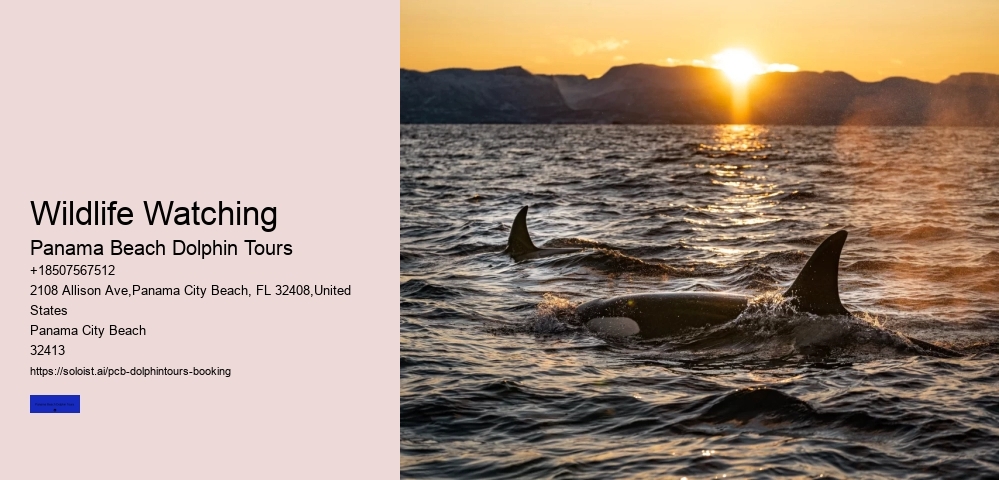 Wildlife Watching
Panama Beach Dolphin Tours
+18507567512
2108 Allison Ave,Panama City Beach, FL 32408,United
States
Panama City Beach
32413
https://soloist.ai/pcb-dolphintours-booking